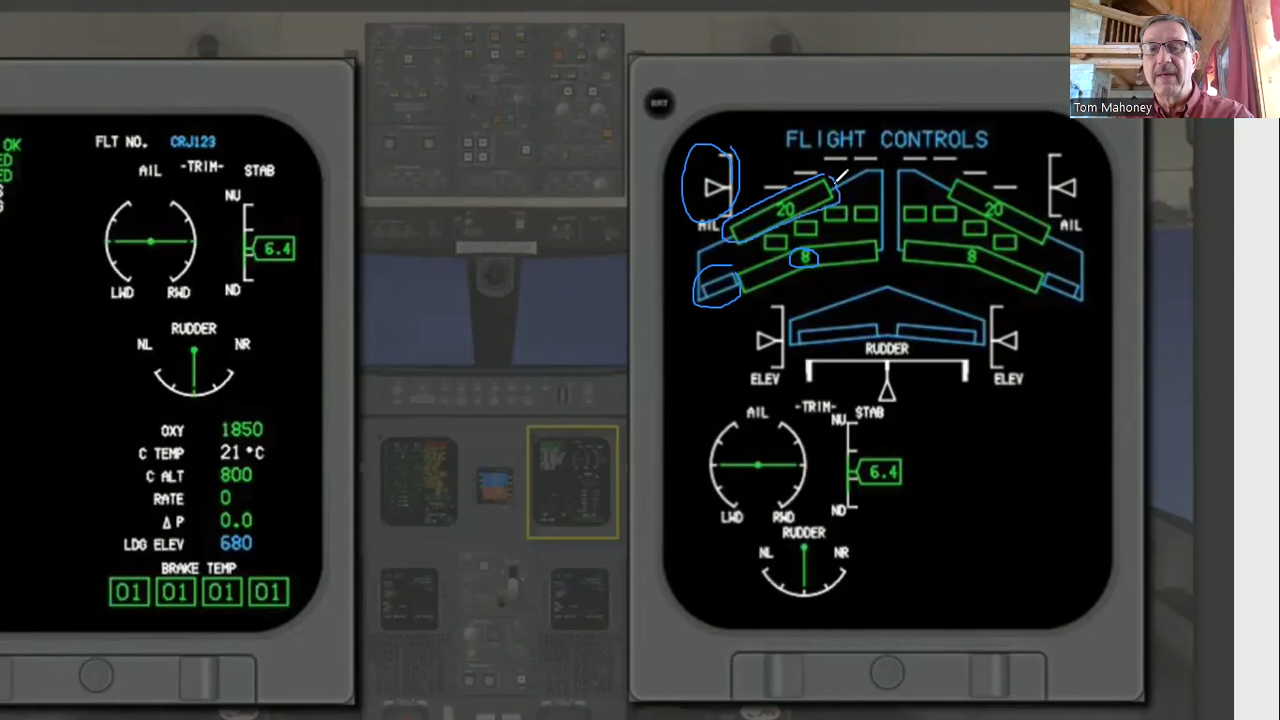 Tom Mahoney
OK
ED
ED
S
G
FLT NO. CRJ123
-TRIM-
AIL STAB
NU
6.4
ND
LWD RWD
RUDDER
NL NR
OXY 1850
C TEMP 21°C
C ALT 800
RATE 0
Δ P 0.0
LDG ELEV 680
BRAKE TEMP
01 01 01 01
BRT
FLIGHT CONTROLS
20 20
AIL AIL
8 8
RUDDER
ELEV ELEV
-TRIM-
AIL STAB
NU
6.4
ND
LWD RWD
RUDDER
NL NR